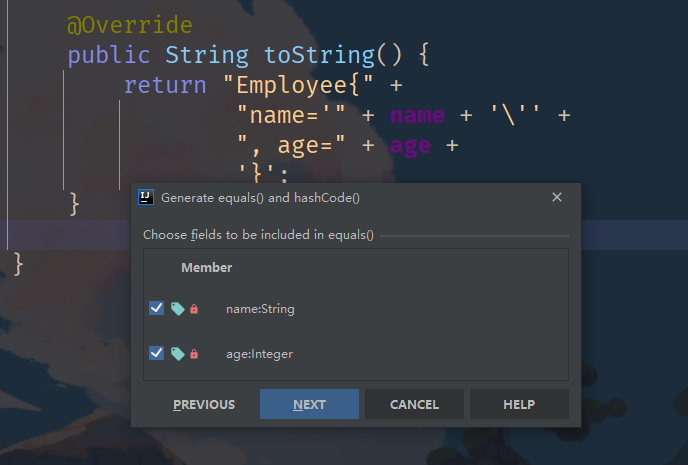 @Override
public String toString() {
return "Employee{" +
"name='" + name + '\'' +
", age=" + age +
'}';
}
}
IJ
Generate equals() and hashCode()
Choose fields to be included in equals()
Member
name:String
age:Integer
PREVIOUS NEXT CANCEL HELP